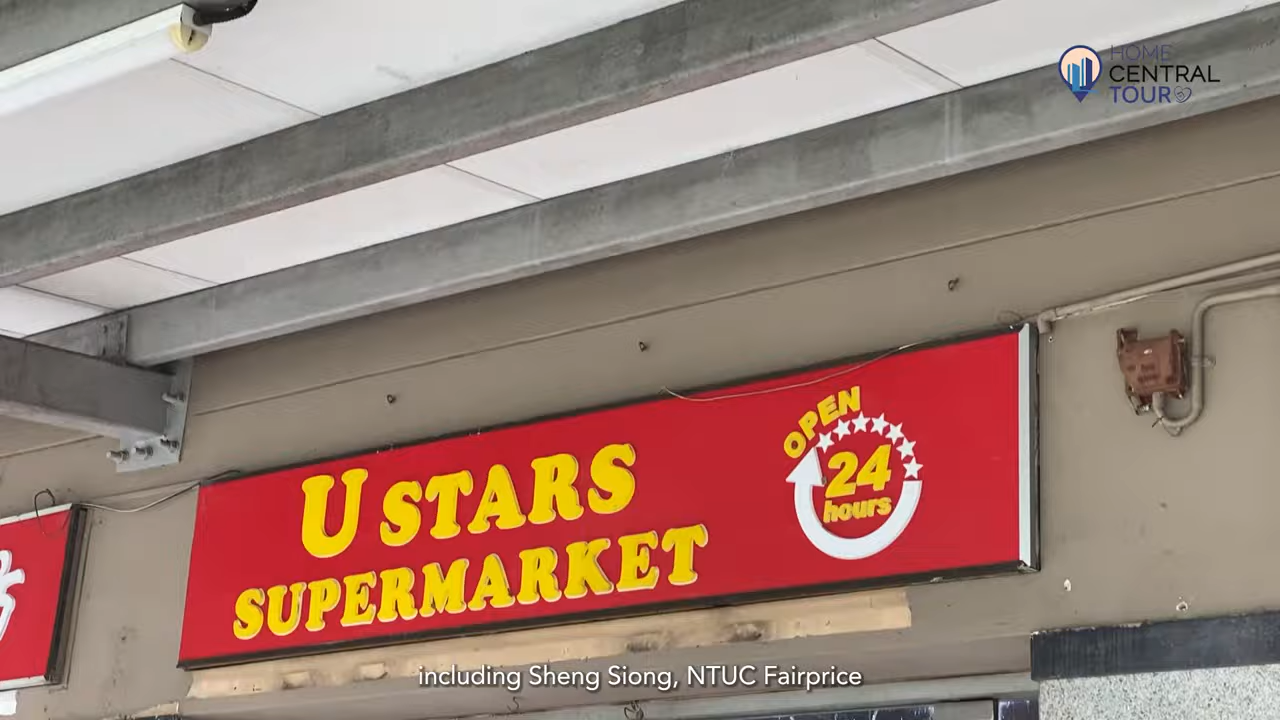 HOME
CENTRAL
TOUR
U STARS
SUPERMARKET
OPEN
24
hours
including Sheng Siong, NTUC Fairprice